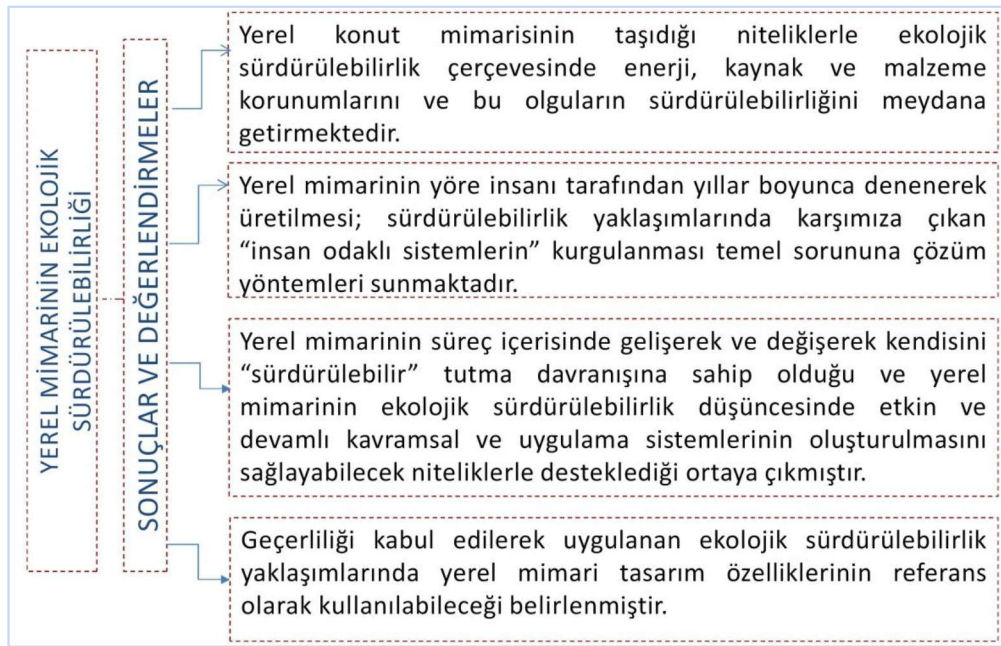 YEREL MİMARİNİN EKOLOJİK
SÜRDÜRÜLEBİLİRLİĞİ
SONUÇLAR VE DEĞERLENDİRMELER
Yerel konut mimarisinin taşıdığı niteliklerle ekolojik
sürdürülebilirlik çerçevesinde enerji, kaynak ve malzeme
korunumlarını ve bu olguların sürdürülebilirliğini meydana
getirmektedir.
Yerel mimarinin yöre insanı tarafından yıllar boyunca denenerek
üretilmesi; sürdürülebilirlik yaklaşımlarında karşımıza çıkan
“insan odaklı sistemlerin” kurgulanması temel sorununa çözüm
yöntemleri sunmaktadır.
Yerel mimarinin süreç içerisinde gelişerek ve değişerek kendisini
“sürdürülebilir” tutma davranışına sahip olduğu ve yerel
mimarinin ekolojik sürdürülebilirlik düşüncesinde etkin ve
devamlı kavramsal ve uygulama sistemlerinin oluşturulmasını
sağlayabilecek niteliklerle desteklediği ortaya çıkmıştır.
Geçerliliği kabul edilerek uygulanan ekolojik sürdürülebilirlik
yaklaşımlarında yerel mimari tasarım özelliklerinin referans
olarak kullanılabileceği belirlenmiştir.